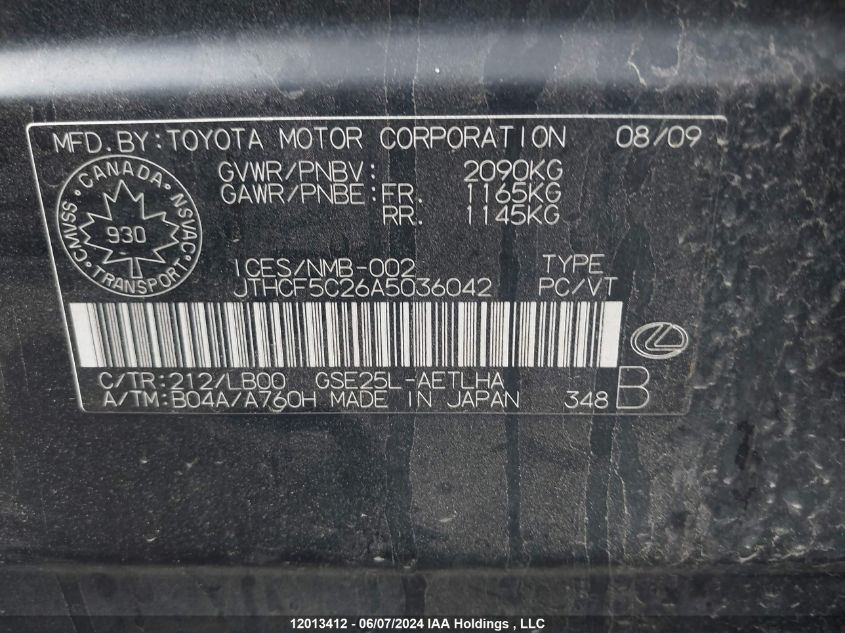 MFD. BY: TOYOTA MOTOR CORPORATION 08/09
GVWR/PNBV: 2090KG
GAWR/PNBE: FR. 1165KG
RR. 1145KG
CANADA
CMVSS 930 NSVAC
TRANSPORT
ICES/NMB-002 TYPE
JTHCF5C26A5036042 PC/VT
C/TR: 212/LB00 GSE25L-AETLHA
A/TM: B04A/A760H MADE IN JAPAN 348 B
12013412 - 06/07/2024 IAA Holdings , LLC